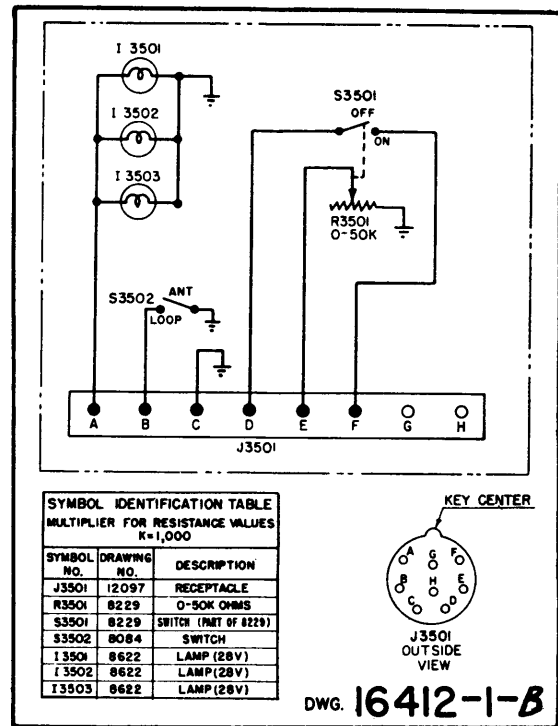 I 3501
I 3502
I 3503
S3501
OFF
ON
R3501
0-50K
S3502
ANT
LOOP
A B C D E F G H
J3501
SYMBOL IDENTIFICATION TABLE
MULTIPLIER FOR RESISTANCE VALUES
K=1,000
SYMBOL NO. DRAWING NO. DESCRIPTION
J3501 12097 RECEPTACLE
R3501 8229 0-50K OHMS
S3501 8229 SWITCH (PART OF 8229)
S3502 8084 SWITCH
I3501 8622 LAMP (28V)
I3502 8622 LAMP (28V)
I3503 8622 LAMP (28V)
KEY CENTER
A G F
B H E
C D
J3501
OUTSIDE
VIEW
DWG. 16412-1-B